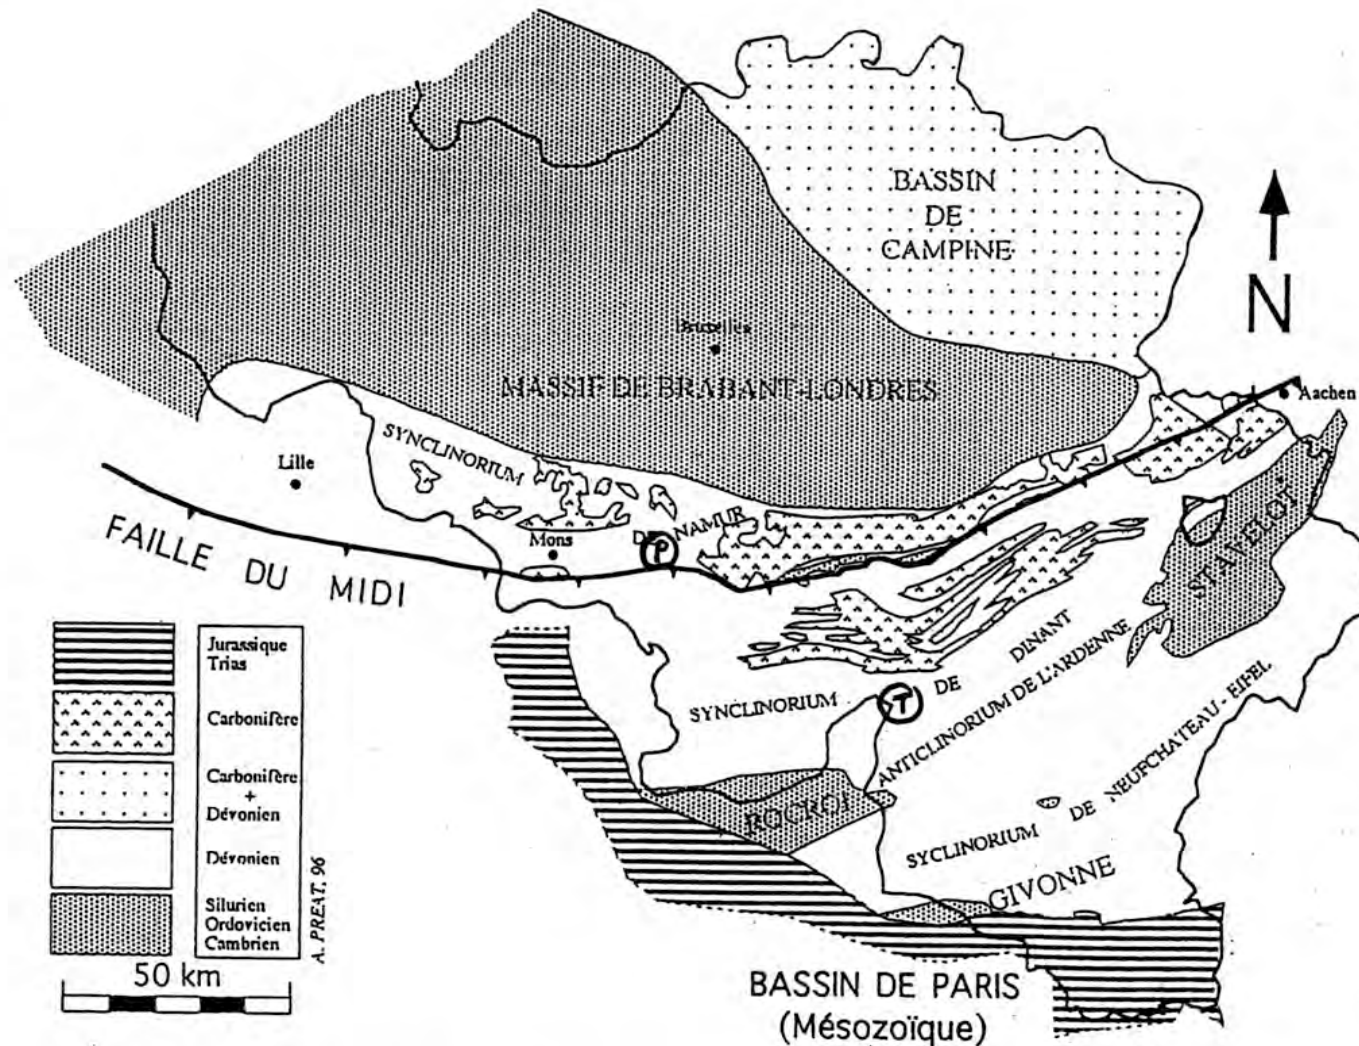 BASSIN
DE
CAMPINE
N
Bruxelles
MASSIF DE BRABANT-LONDRES
Aachen
SYNCLINORIUM
Lille
DE NAMUR
Mons
P
STAVELOT
FAILLE DU MIDI
SYNCLINORIUM DE DINANT
T
ANTICLINORIUM DE L'ARDENNE
ROCROI
SYCLINORIUM DE NEUFCHATEAU-EIFEL
GIVONNE
Jurassique
Trias
Carbonifère
Carbonifère
+
Dévonien
Dévonien
Silurien
Ordovicien
Cambrien
A. PREAT, 96
50 km
BASSIN DE PARIS
(Mésozoïque)